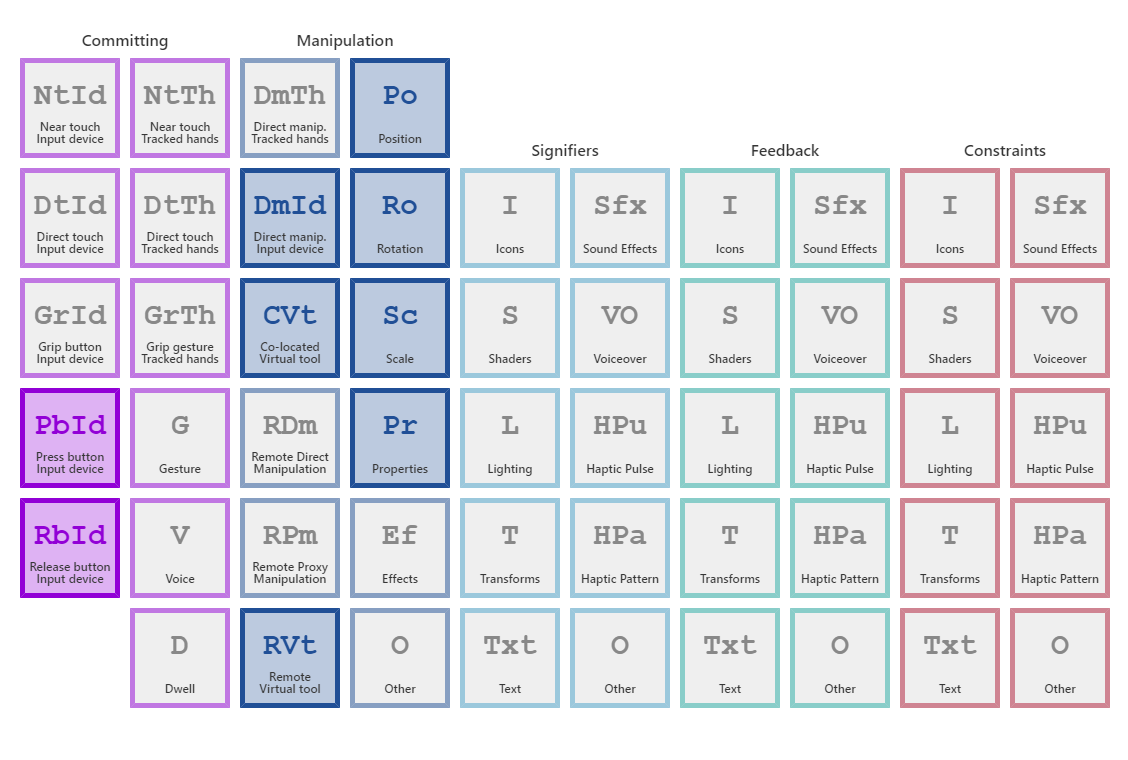 Committing
Manipulation
NtId
Near touch
Input device
NtTh
Near touch
Tracked hands
DmTh
Direct manip.
Tracked hands
Po
Position
Signifiers
Feedback
Constraints
DtId
Direct touch
Input device
DtTh
Direct touch
Tracked hands
DmId
Direct manip.
Input device
Ro
Rotation
I
Icons
Sfx
Sound Effects
I
Icons
Sfx
Sound Effects
I
Icons
Sfx
Sound Effects
GrId
Grip button
Input device
GrTh
Grip gesture
Tracked hands
CVt
Co-located
Virtual tool
Sc
Scale
S
Shaders
VO
Voiceover
S
Shaders
VO
Voiceover
S
Shaders
VO
Voiceover
PbId
Press button
Input device
G
Gesture
RDm
Remote Direct
Manipulation
Pr
Properties
L
Lighting
HPu
Haptic Pulse
L
Lighting
HPu
Haptic Pulse
L
Lighting
HPu
Haptic Pulse
RbId
Release button
Input device
V
Voice
RPm
Remote Proxy
Manipulation
Ef
Effects
T
Transforms
HPa
Haptic Pattern
T
Transforms
HPa
Haptic Pattern
T
Transforms
HPa
Haptic Pattern
D
Dwell
RVt
Remote
Virtual tool
O
Other
Txt
Text
O
Other
Txt
Text
O
Other
Txt
Text
O
Other